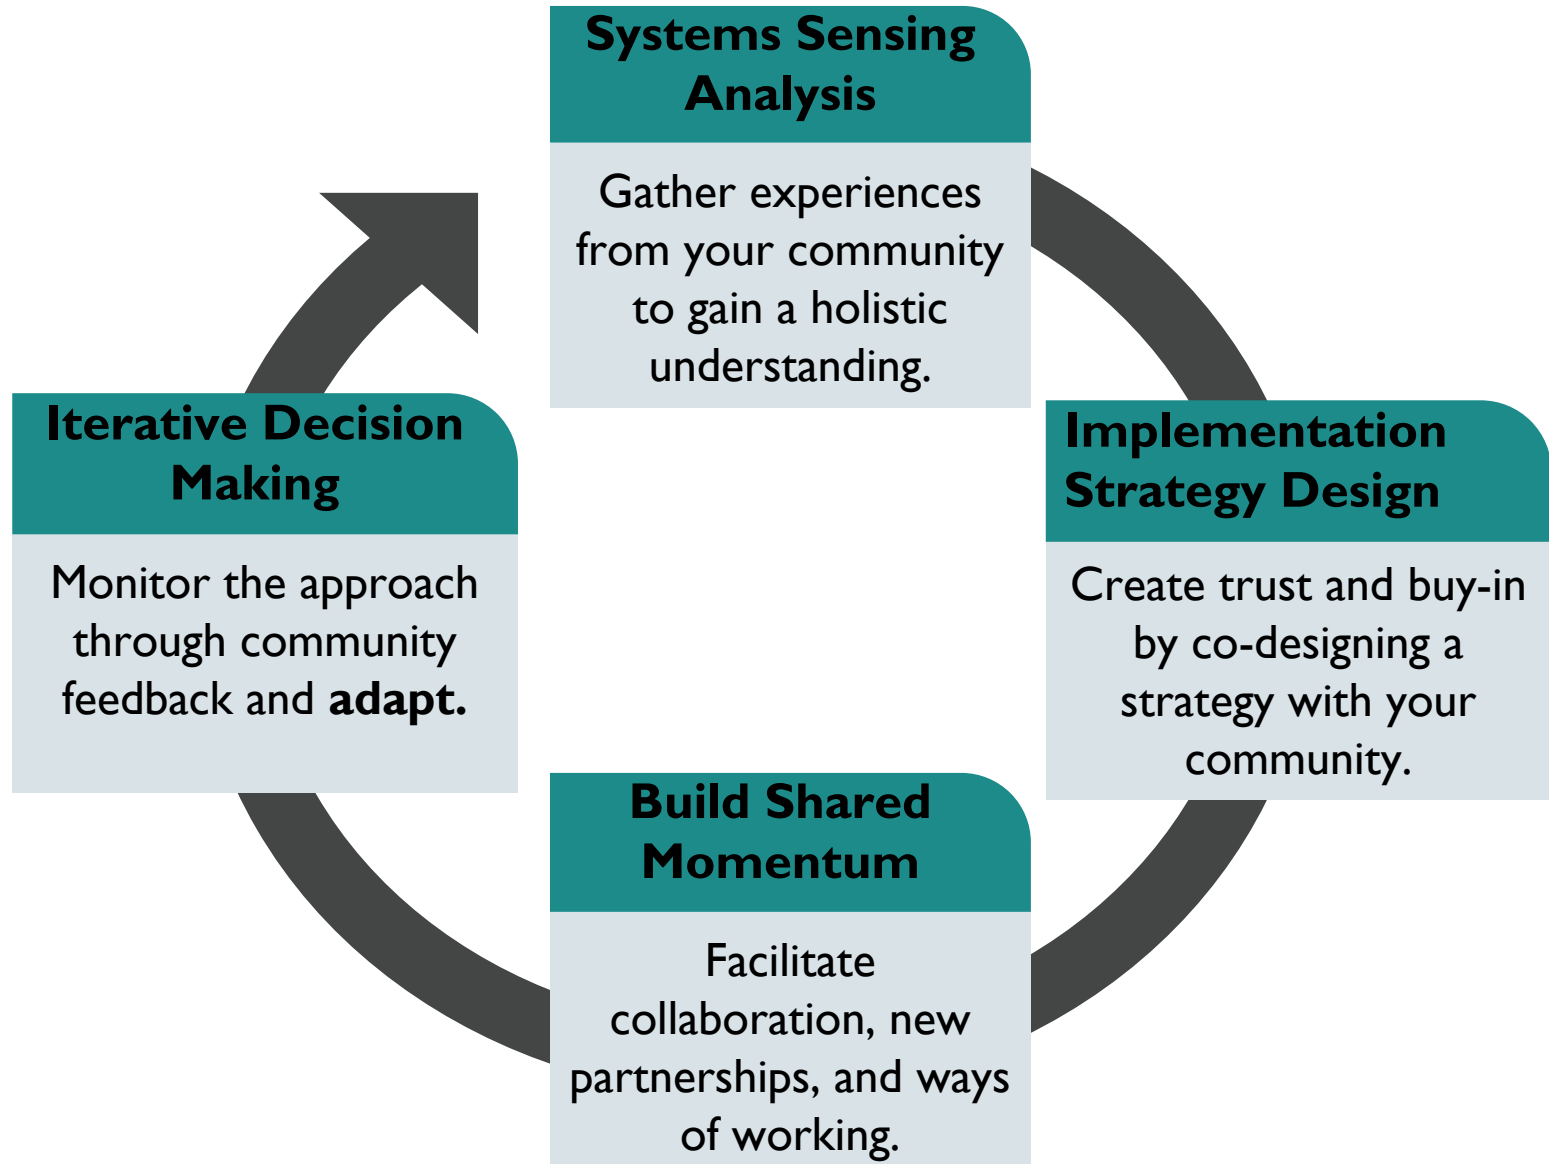 Systems Sensing
Analysis
Gather experiences
from your community
to gain a holistic
understanding.
Implementation
Strategy Design
Create trust and buy-in
by co-designing a
strategy with your
community.
Build Shared
Momentum
Facilitate
collaboration, new
partnerships, and ways
of working.
Iterative Decision
Making
Monitor the approach
through community
feedback and adapt.